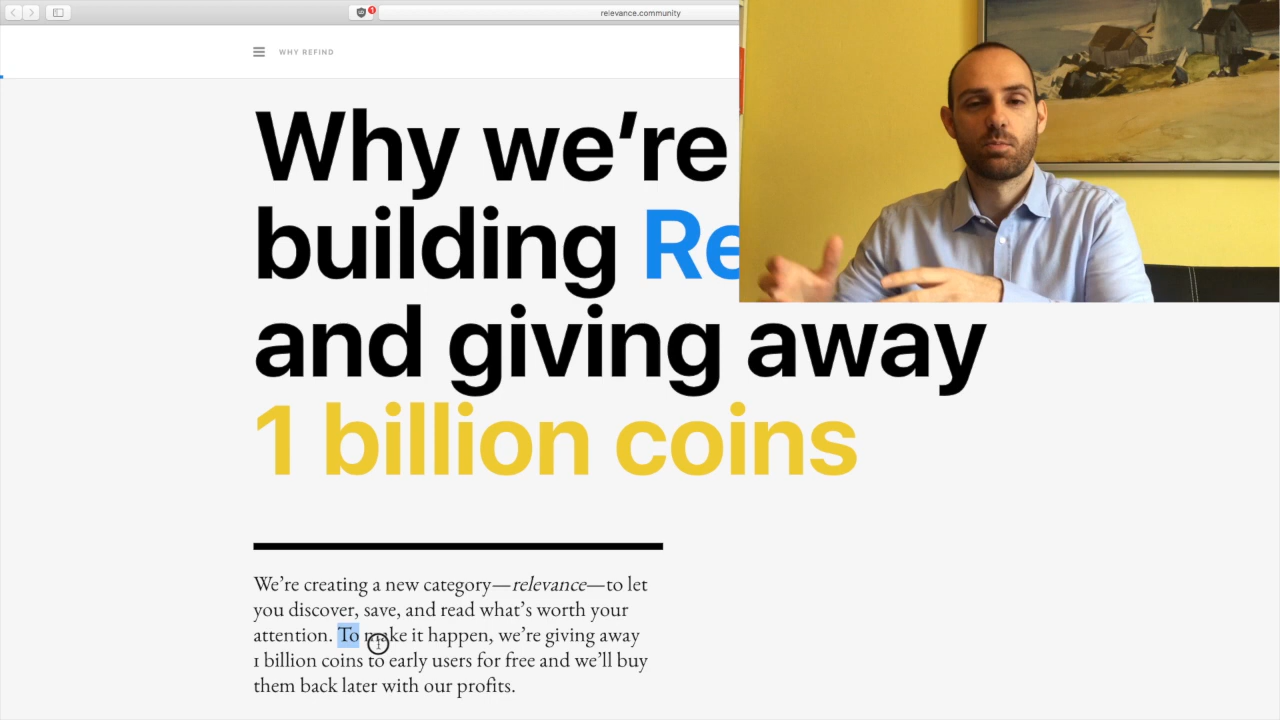 1
relevance.community
WHY REFIND
Why we’re
building Re
and giving away
1 billion coins
We’re creating a new category—relevance—to let
you discover, save, and read what’s worth your
attention. To make it happen, we’re giving away
1 billion coins to early users for free and we’ll buy
them back later with our profits.